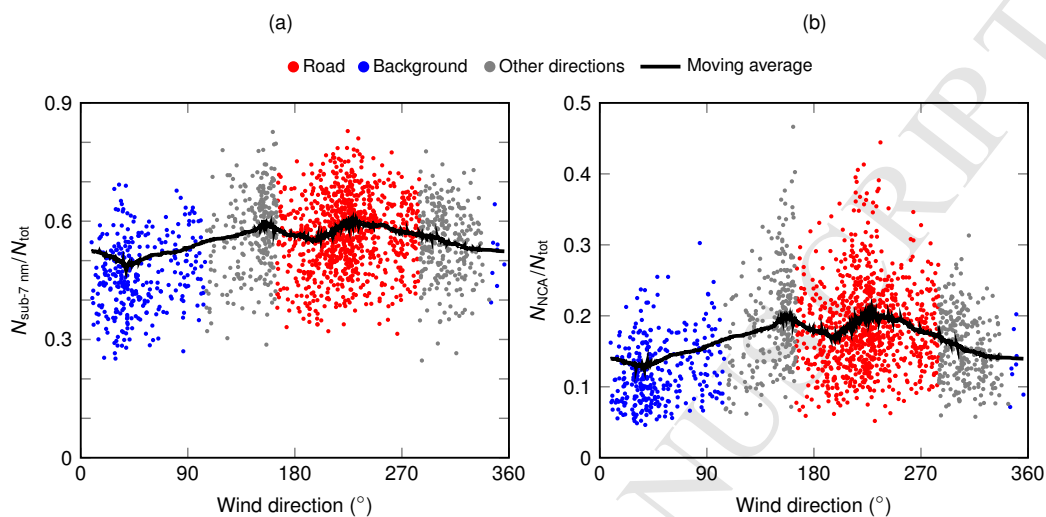 (a)
(b)
Road
Background
Other directions
Moving average
0.9
0.6
0.3
0
N_sub-7 nm/N_tot
0
90
180
270
360
Wind direction (°)
0.5
0.4
0.3
0.2
0.1
0
N_NCA/N_tot
0
90
180
270
360
Wind direction (°)